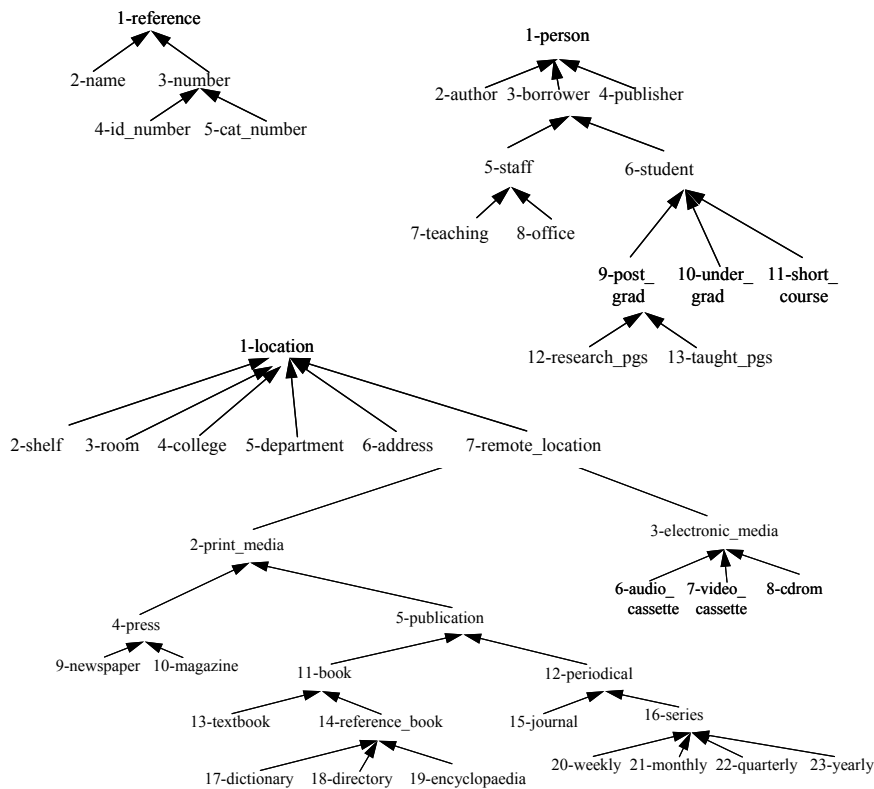 1-reference
1-person
2-name 3-number
2-author 3-borrower 4-publisher
4-id_number 5-cat_number
5-staff 6-student
7-teaching 8-office
9-post_ 10-under_ 11-short_
grad grad course
1-location
12-research_pgs 13-taught_pgs
2-shelf 3-room 4-college 5-department 6-address 7-remote_location
2-print_media 3-electronic_media
6-audio_ 7-video_ 8-cdrom
cassette cassette
4-press 5-publication
9-newspaper 10-magazine
11-book 12-periodical
13-textbook 14-reference_book 15-journal 16-series
17-dictionary 18-directory 19-encyclopaedia 20-weekly 21-monthly 22-quarterly 23-yearly